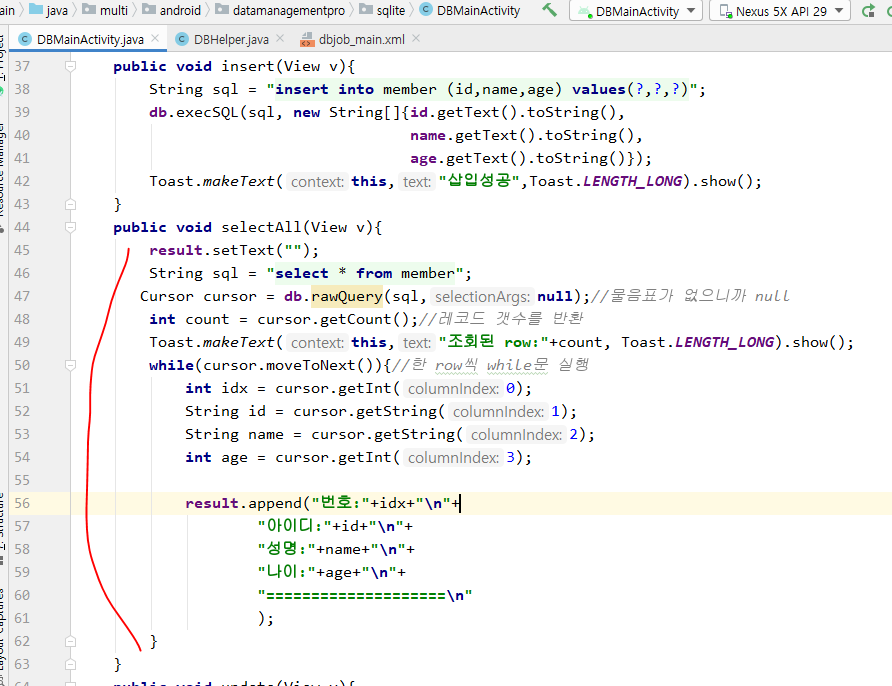 ain java multi android datamanagementpro sqlite DBMainActivity DBMainActivity Nexus 5X API 29
DBMainActivity.java DBHelper.java dbjob_main.xml
37 public void insert(View v){
38 String sql = "insert into member (id,name,age) values(?,?,?)";
39 db.execSQL(sql, new String[]{id.getText().toString(),
40 name.getText().toString(),
41 age.getText().toString()});
42 Toast.makeText( context: this, text: "삽입성공",Toast.LENGTH_LONG).show();
43 }
44 public void selectAll(View v){
45 result.setText("");
46 String sql = "select * from member";
47 Cursor cursor = db.rawQuery(sql, selectionArgs: null);//물음표가 없으니까 null
48 int count = cursor.getCount();//레코드 갯수를 반환
49 Toast.makeText( context: this, text: "조회된 row:"+count, Toast.LENGTH_LONG).show();
50 while(cursor.moveToNext()){//한 row씩 while문 실행
51 int idx = cursor.getInt( columnIndex: 0);
52 String id = cursor.getString( columnIndex: 1);
53 String name = cursor.getString( columnIndex: 2);
54 int age = cursor.getInt( columnIndex: 3);
55
56 result.append("번호:"+idx+"\n"+
57 "아이디:"+id+"\n"+
58 "성명:"+name+"\n"+
59 "나이:"+age+"\n"+
60 "====================\n"
61 );
62 }
63 }
64 public void update(View v){